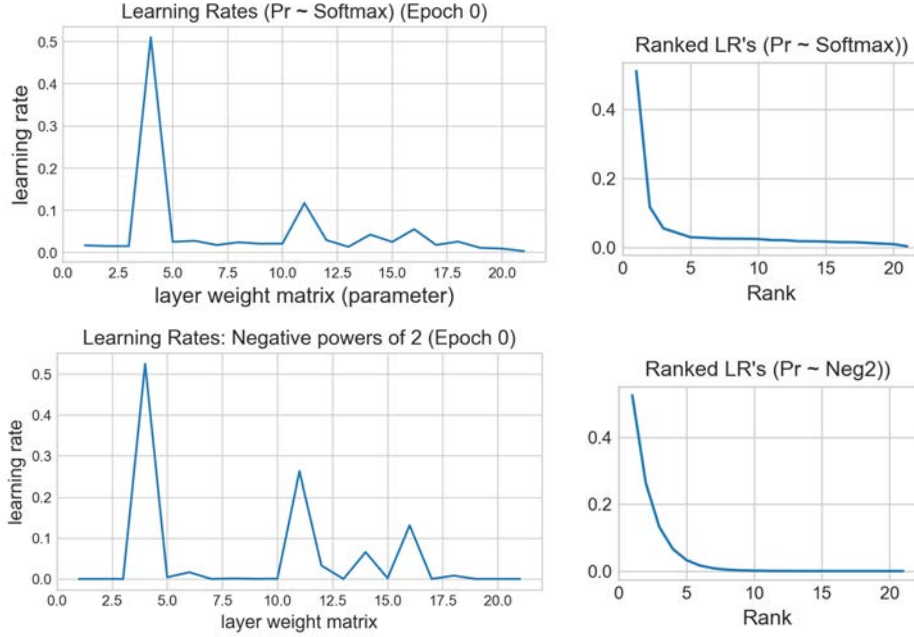 Learning Rates (Pr ~ Softmax) (Epoch 0)
learning rate
0.5
0.4
0.3
0.2
0.1
0.0
0.0 2.5 5.0 7.5 10.0 12.5 15.0 17.5 20.0
layer weight matrix (parameter)
Ranked LR's (Pr ~ Softmax))
0.4
0.2
0.0
0 5 10 15 20
Rank
Learning Rates: Negative powers of 2 (Epoch 0)
learning rate
0.5
0.4
0.3
0.2
0.1
0.0
0.0 2.5 5.0 7.5 10.0 12.5 15.0 17.5 20.0
layer weight matrix
Ranked LR's (Pr ~ Neg2))
0.4
0.2
0.0
0 5 10 15 20
Rank